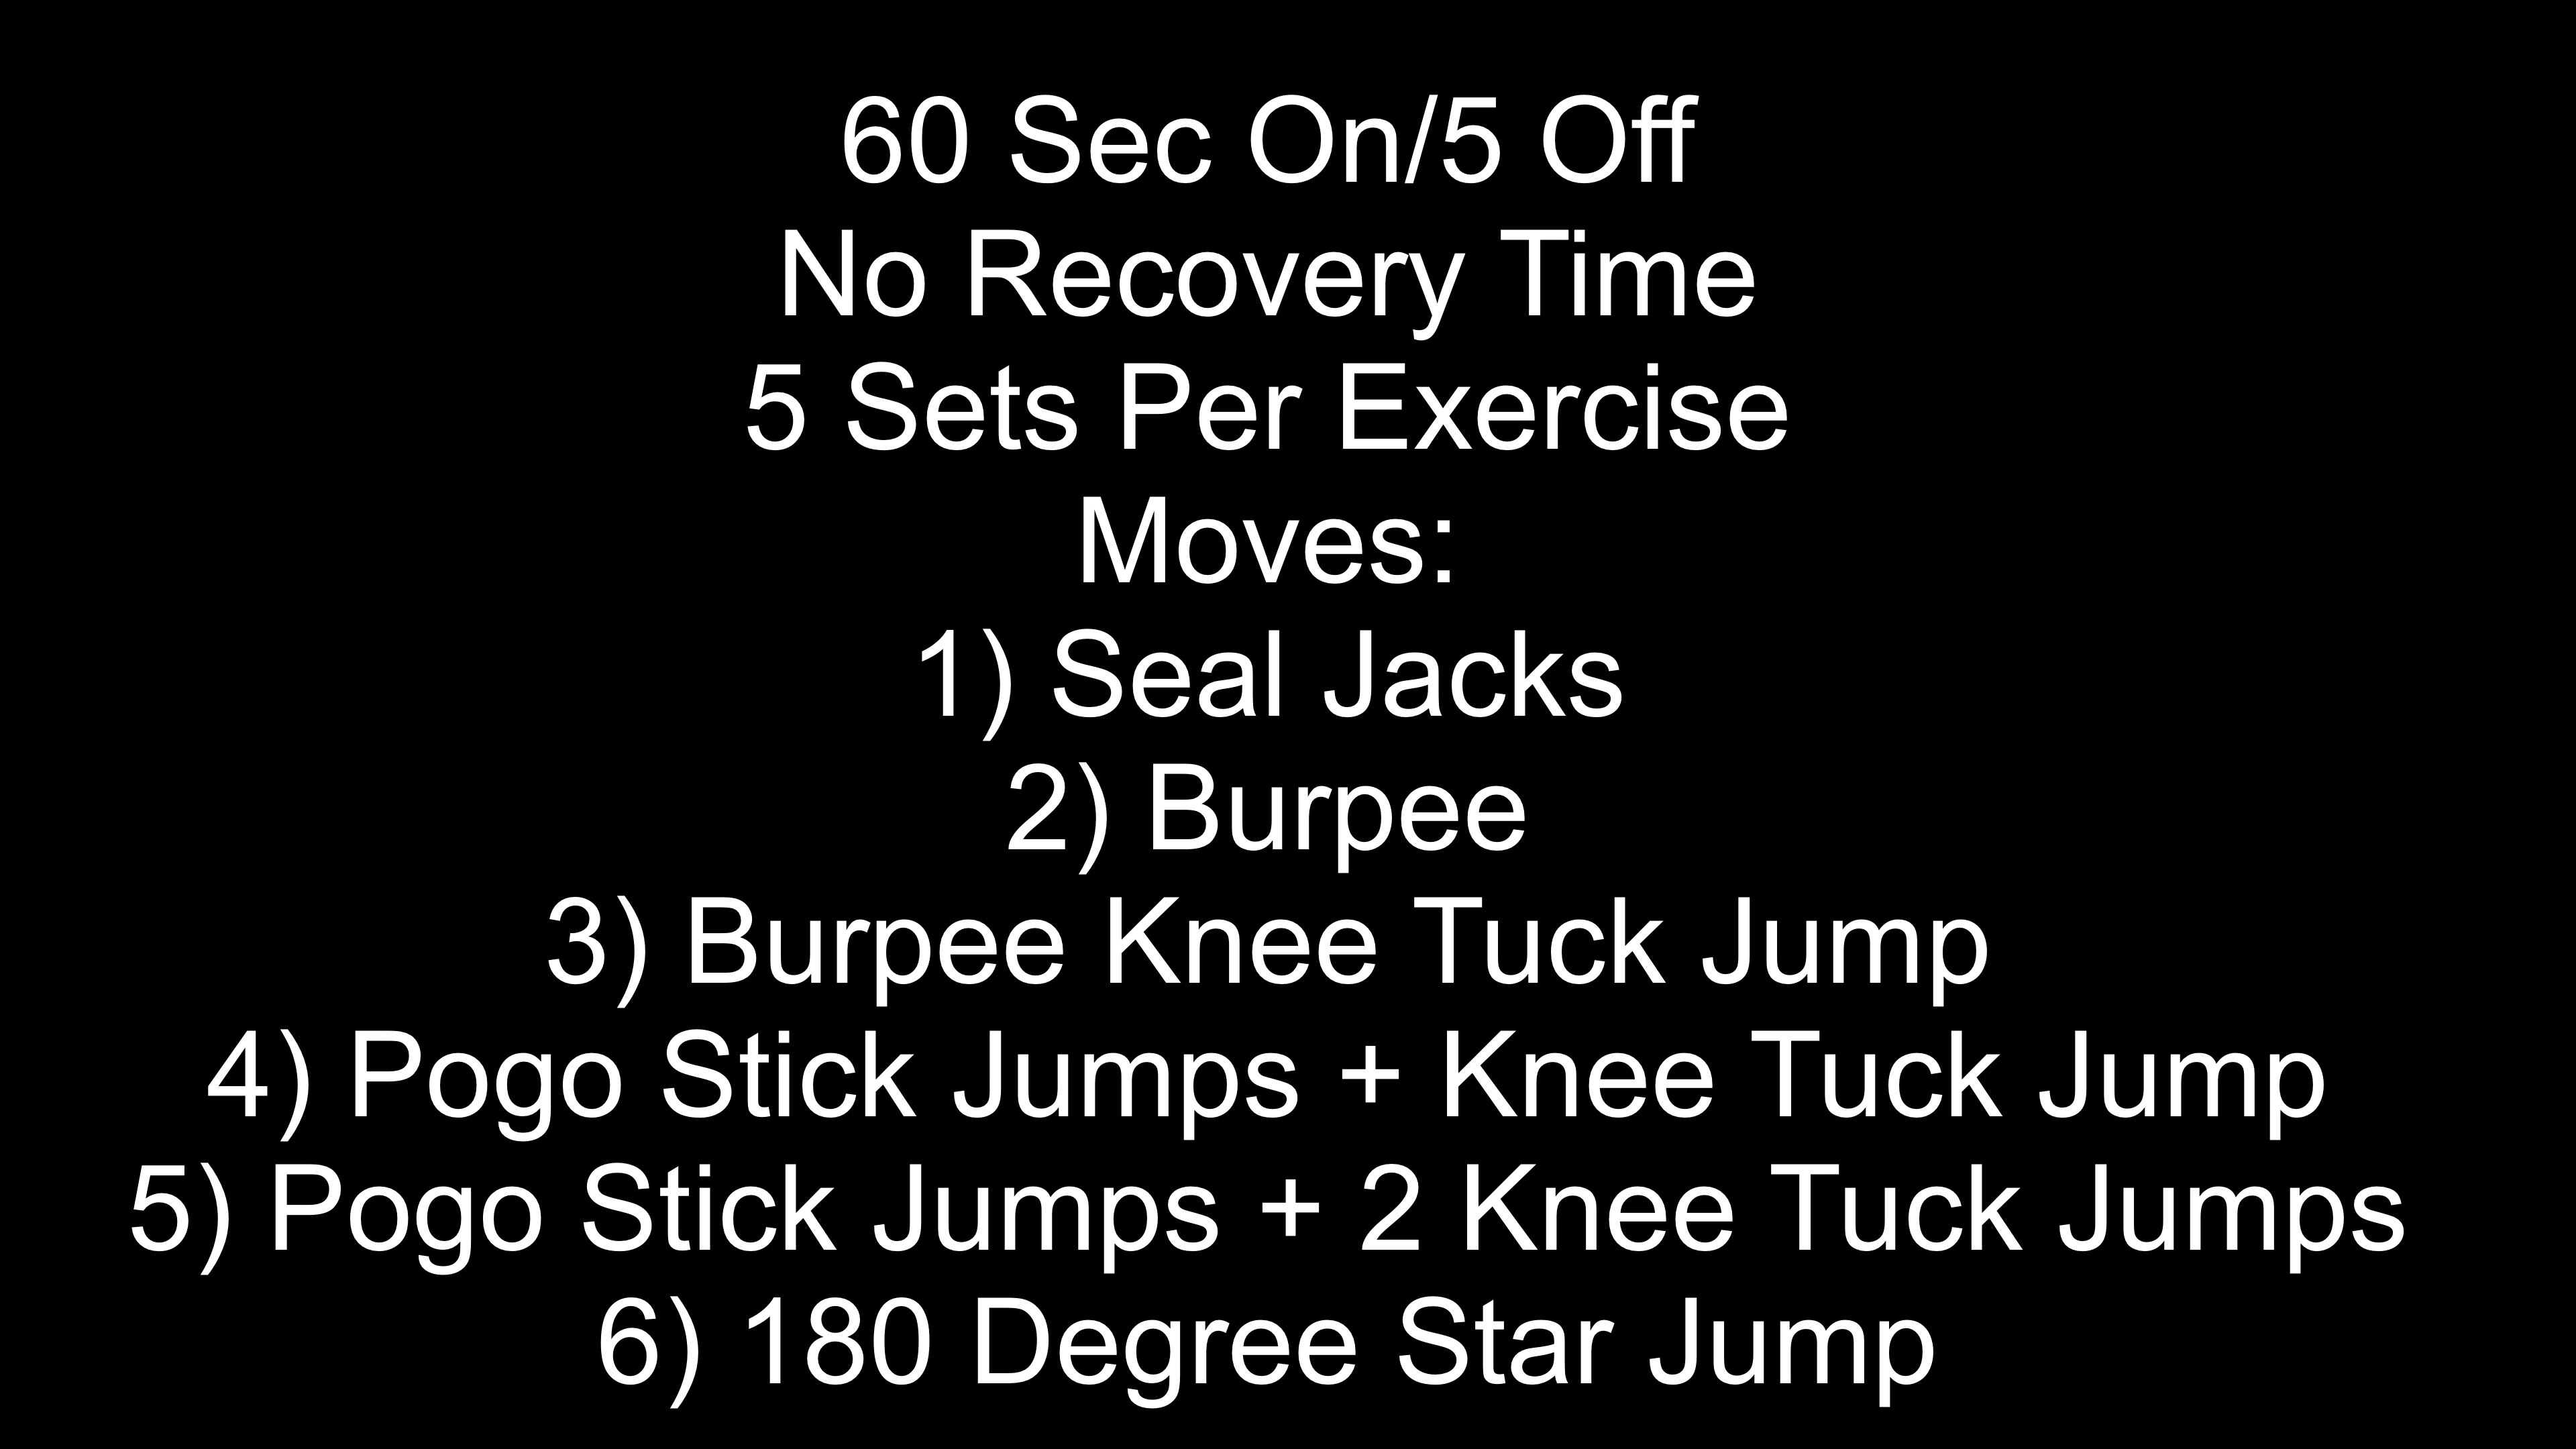 60 Sec On/5 Off
No Recovery Time
5 Sets Per Exercise
Moves:
1) Seal Jacks
2) Burpee
3) Burpee Knee Tuck Jump
4) Pogo Stick Jumps + Knee Tuck Jump
5) Pogo Stick Jumps + 2 Knee Tuck Jumps
6) 180 Degree Star Jump